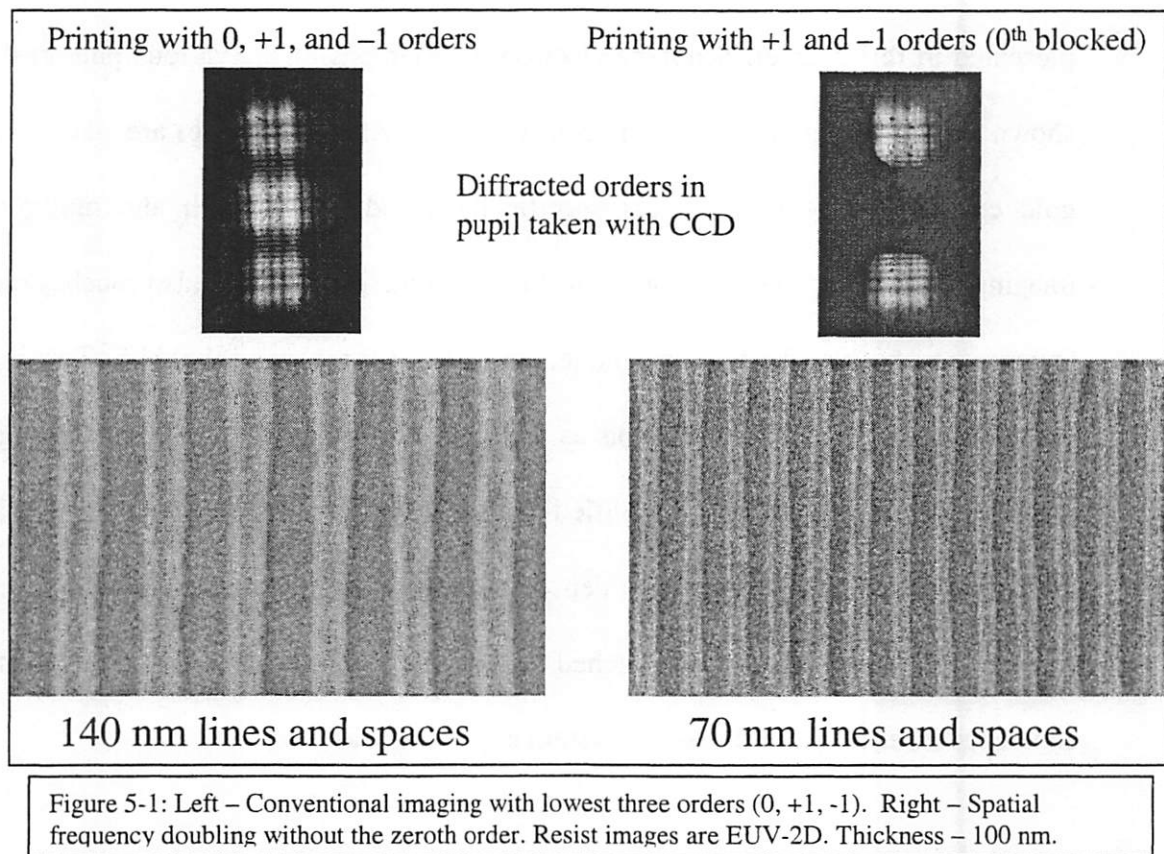 Printing with 0, +1, and –1 orders
Printing with +1 and –1 orders (0th blocked)
Diffracted orders in
pupil taken with CCD
140 nm lines and spaces
70 nm lines and spaces
Figure 5-1: Left – Conventional imaging with lowest three orders (0, +1, -1). Right – Spatial
frequency doubling without the zeroth order. Resist images are EUV-2D. Thickness – 100 nm.